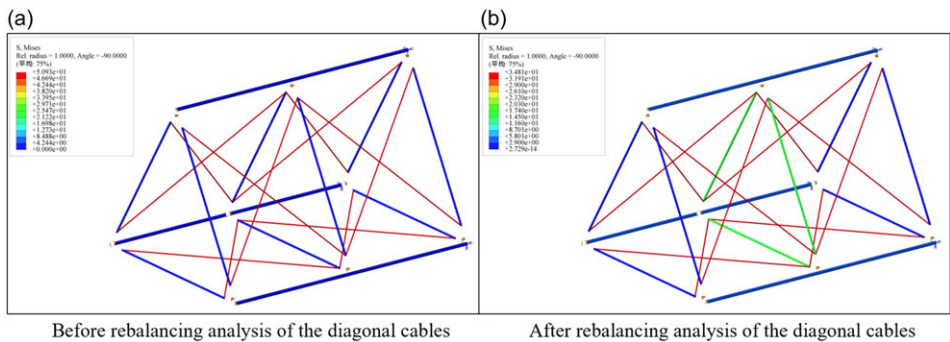 (a)
S, Mises
Rel. radius = 1.0000, Angle = -90.0000
(平均: 75%)
+5.093e+01
+4.669e+01
+4.244e+01
+3.820e+01
+3.395e+01
+2.971e+01
+2.547e+01
+2.122e+01
+1.698e+01
+1.273e+01
+8.488e+00
+4.244e+00
+0.000e+00
Before rebalancing analysis of the diagonal cables
(b)
S, Mises
Rel. radius = 1.0000, Angle = -90.0000
(平均: 75%)
+3.481e+01
+3.191e+01
+2.900e+01
+2.610e+01
+2.320e+01
+2.030e+01
+1.740e+01
+1.450e+01
+1.160e+01
+8.701e+00
+5.801e+00
+2.900e+00
+2.729e-14
After rebalancing analysis of the diagonal cables